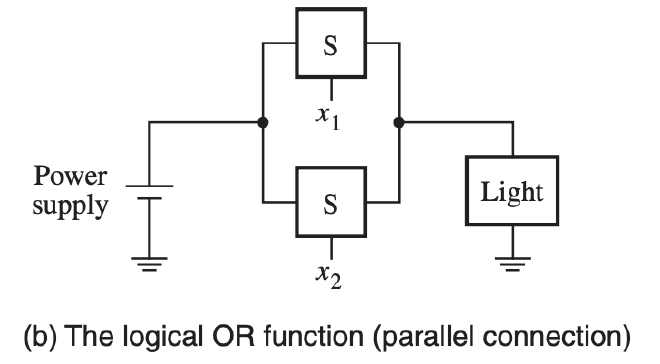 S
x1
Power
supply
S
x2
Light
(b) The logical OR function (parallel connection)